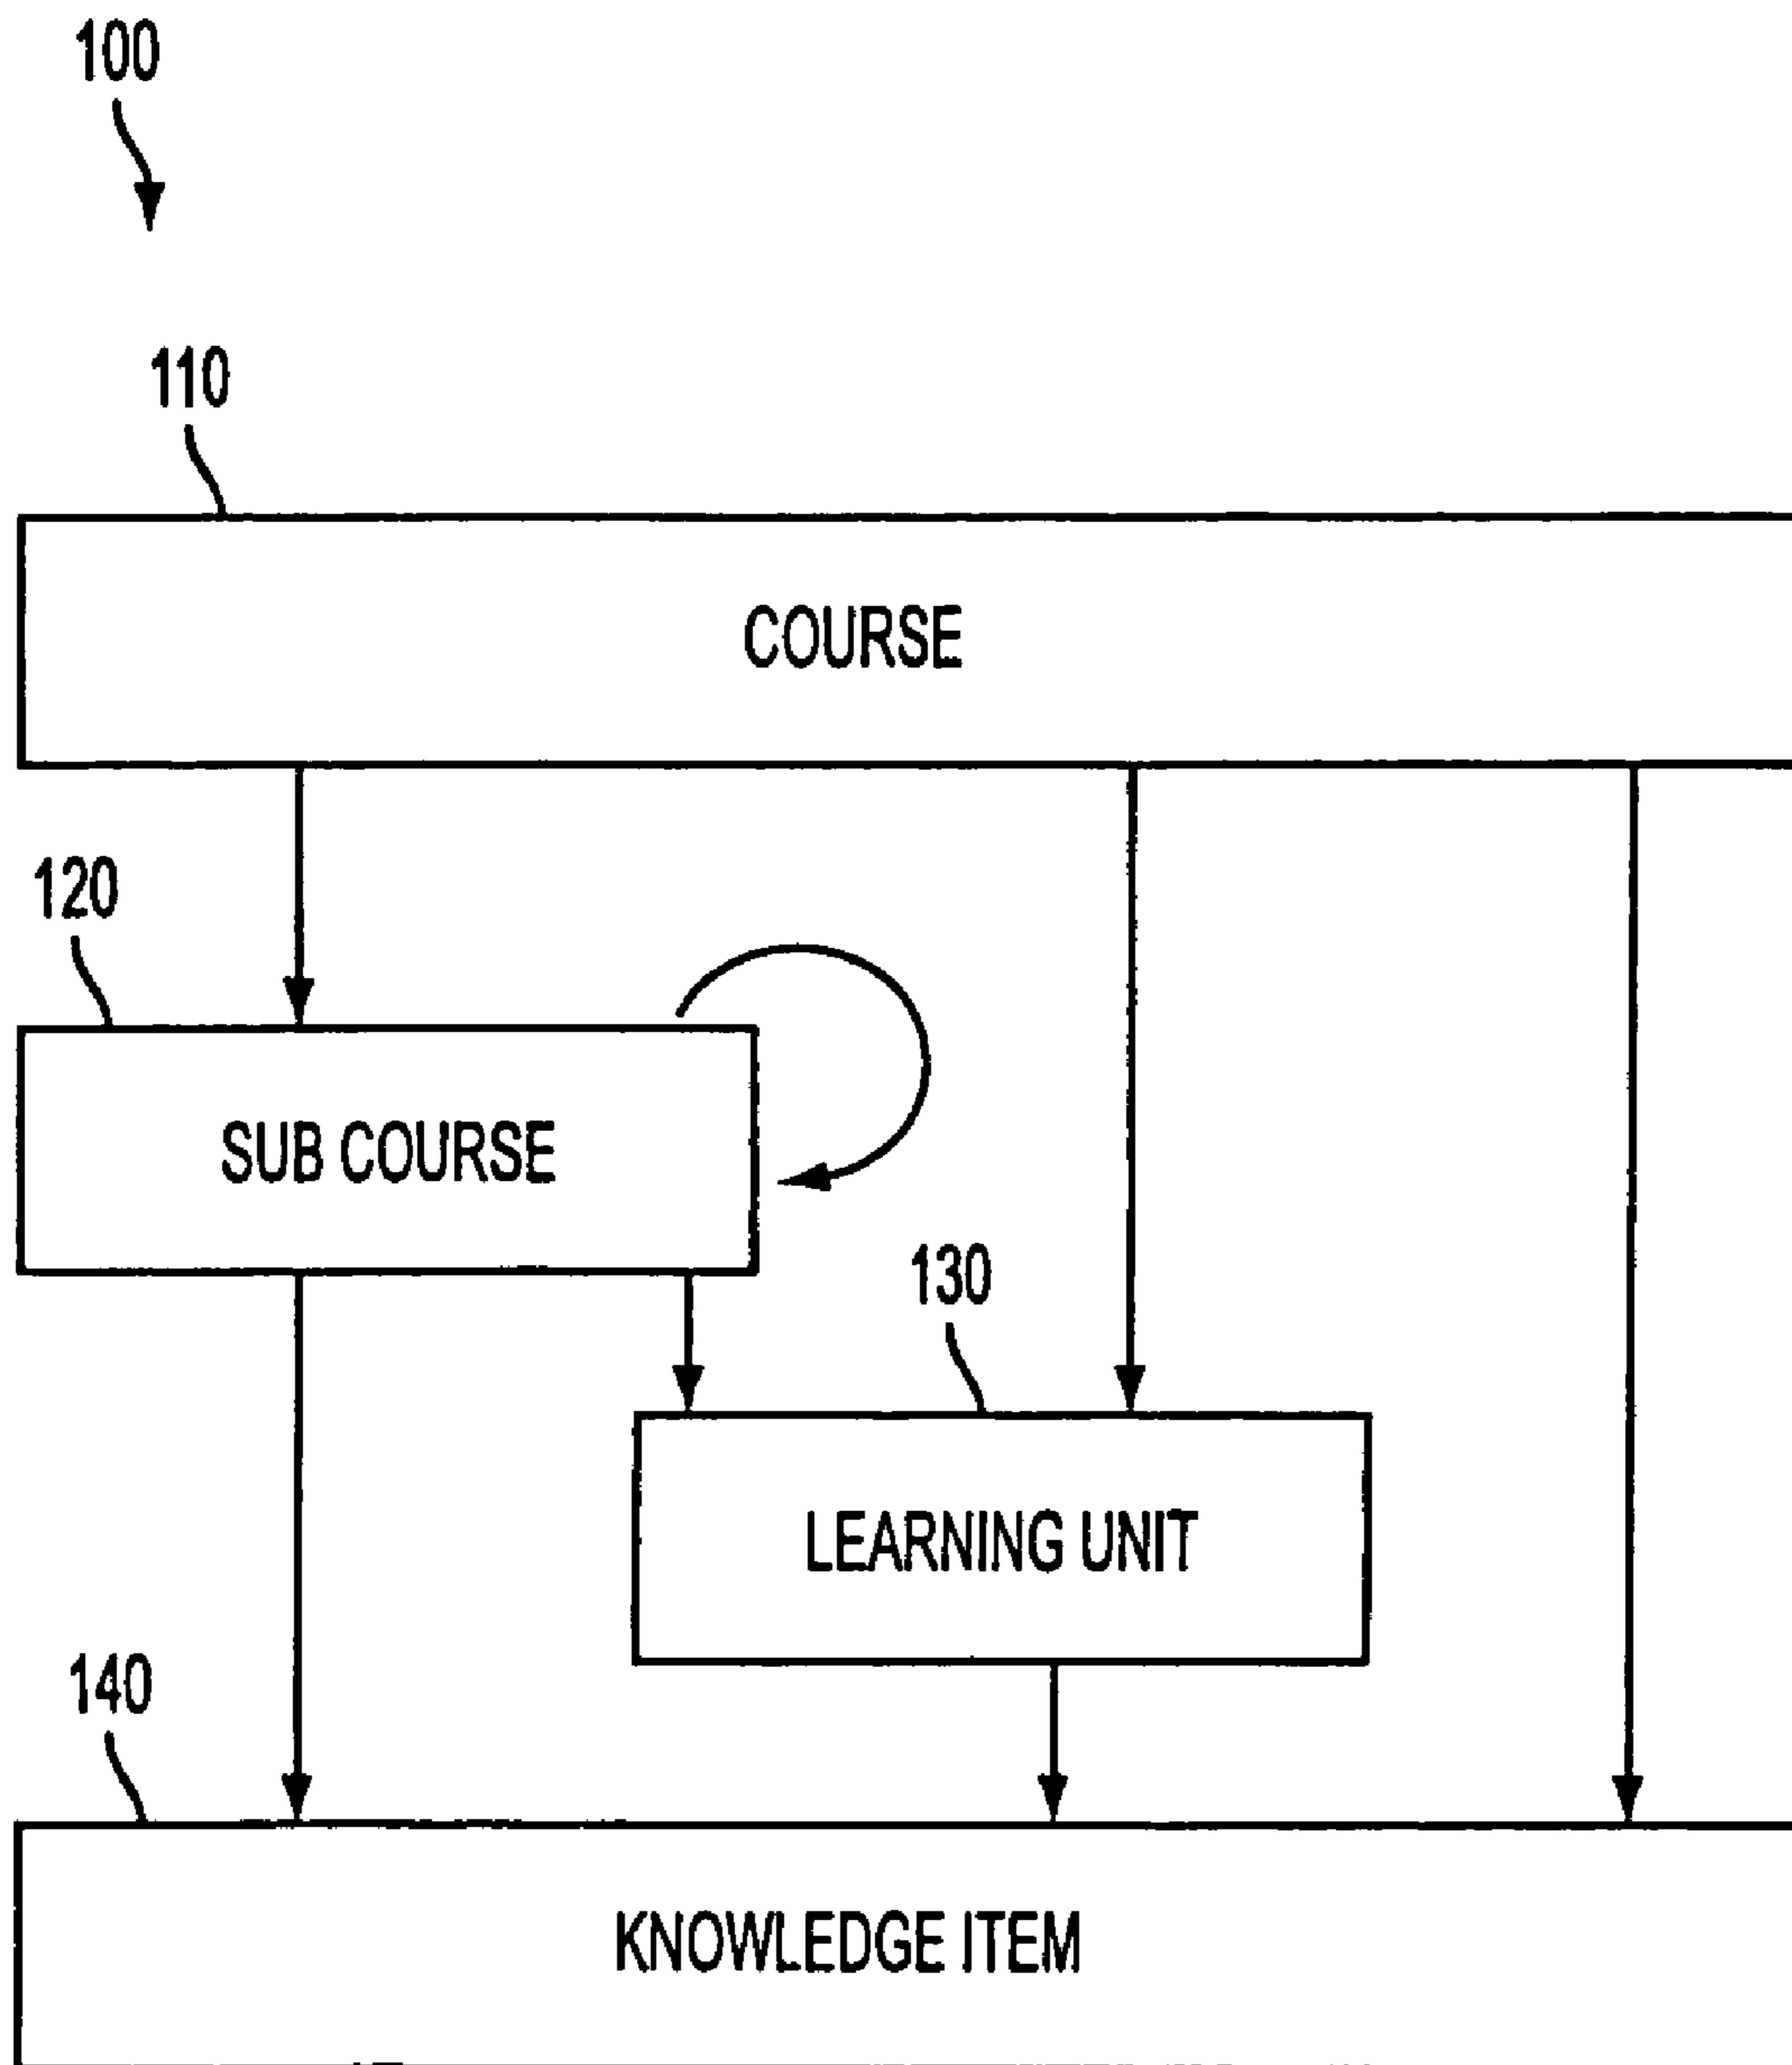 100
110
COURSE
120
SUB COURSE
130
LEARNING UNIT
140
KNOWLEDGE ITEM